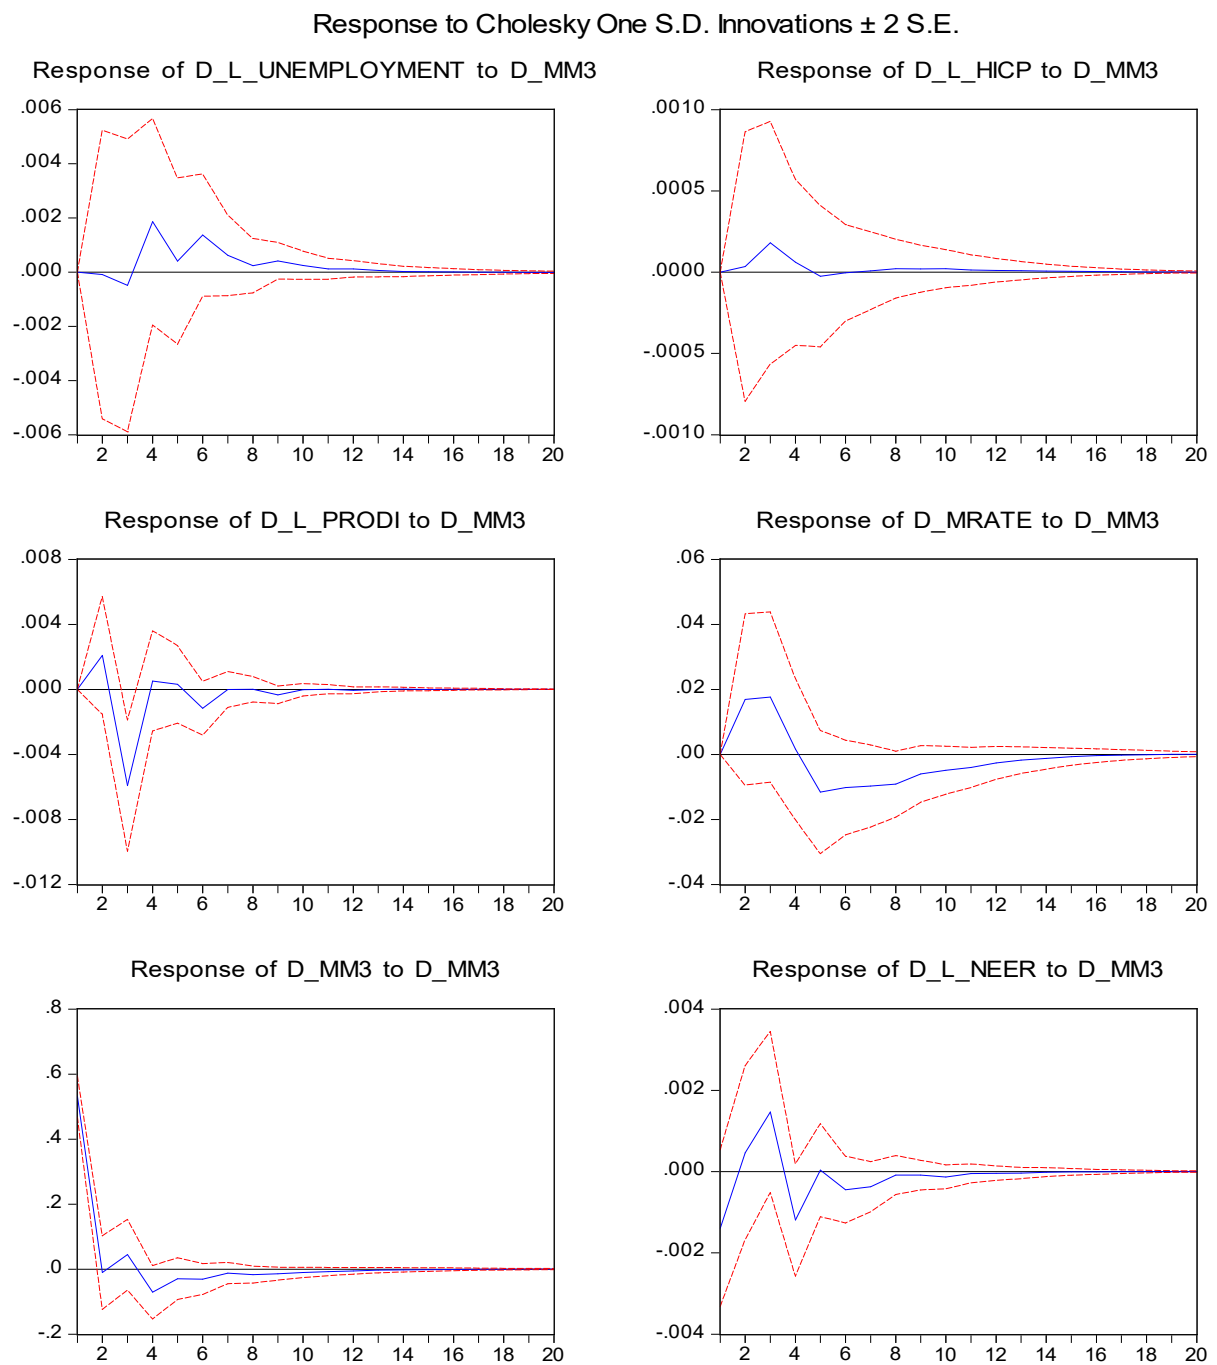 Response to Cholesky One S.D. Innovations ± 2 S.E.
Response of D_L_UNEMPLOYMENT to D_MM3
.006
.004
.002
.000
-.002
-.004
-.006
2 4 6 8 10 12 14 16 18 20
Response of D_L_HICP to D_MM3
.0010
.0005
.0000
-.0005
-.0010
2 4 6 8 10 12 14 16 18 20
Response of D_L_PRODI to D_MM3
.008
.004
.000
-.004
-.008
-.012
2 4 6 8 10 12 14 16 18 20
Response of D_MRATE to D_MM3
.06
.04
.02
.00
-.02
-.04
2 4 6 8 10 12 14 16 18 20
Response of D_MM3 to D_MM3
.8
.6
.4
.2
.0
-.2
2 4 6 8 10 12 14 16 18 20
Response of D_L_NEER to D_MM3
.004
.002
.000
-.002
-.004
2 4 6 8 10 12 14 16 18 20